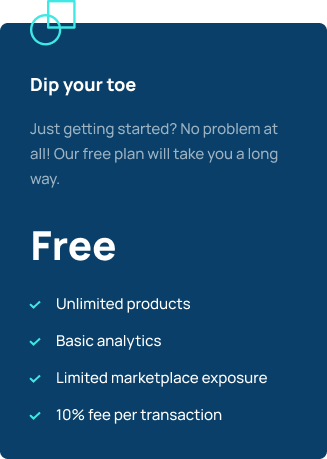 Dip your toe
Just getting started? No problem at
all! Our free plan will take you a long
way.
Free
Unlimited products
Basic analytics
Limited marketplace exposure
10% fee per transaction